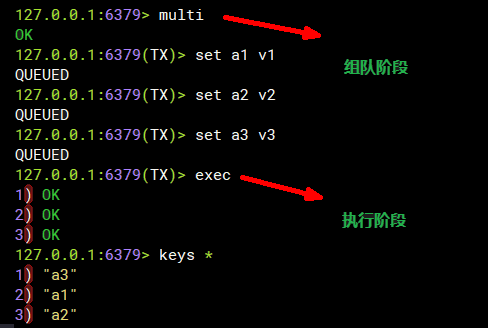 127.0.0.1:6379> multi
OK
组队阶段
127.0.0.1:6379(TX)> set a1 v1
QUEUED
127.0.0.1:6379(TX)> set a2 v2
QUEUED
127.0.0.1:6379(TX)> set a3 v3
QUEUED
127.0.0.1:6379(TX)> exec
1) OK
2) OK
执行阶段
3) OK
127.0.0.1:6379> keys *
1) "a3"
2) "a1"
3) "a2"